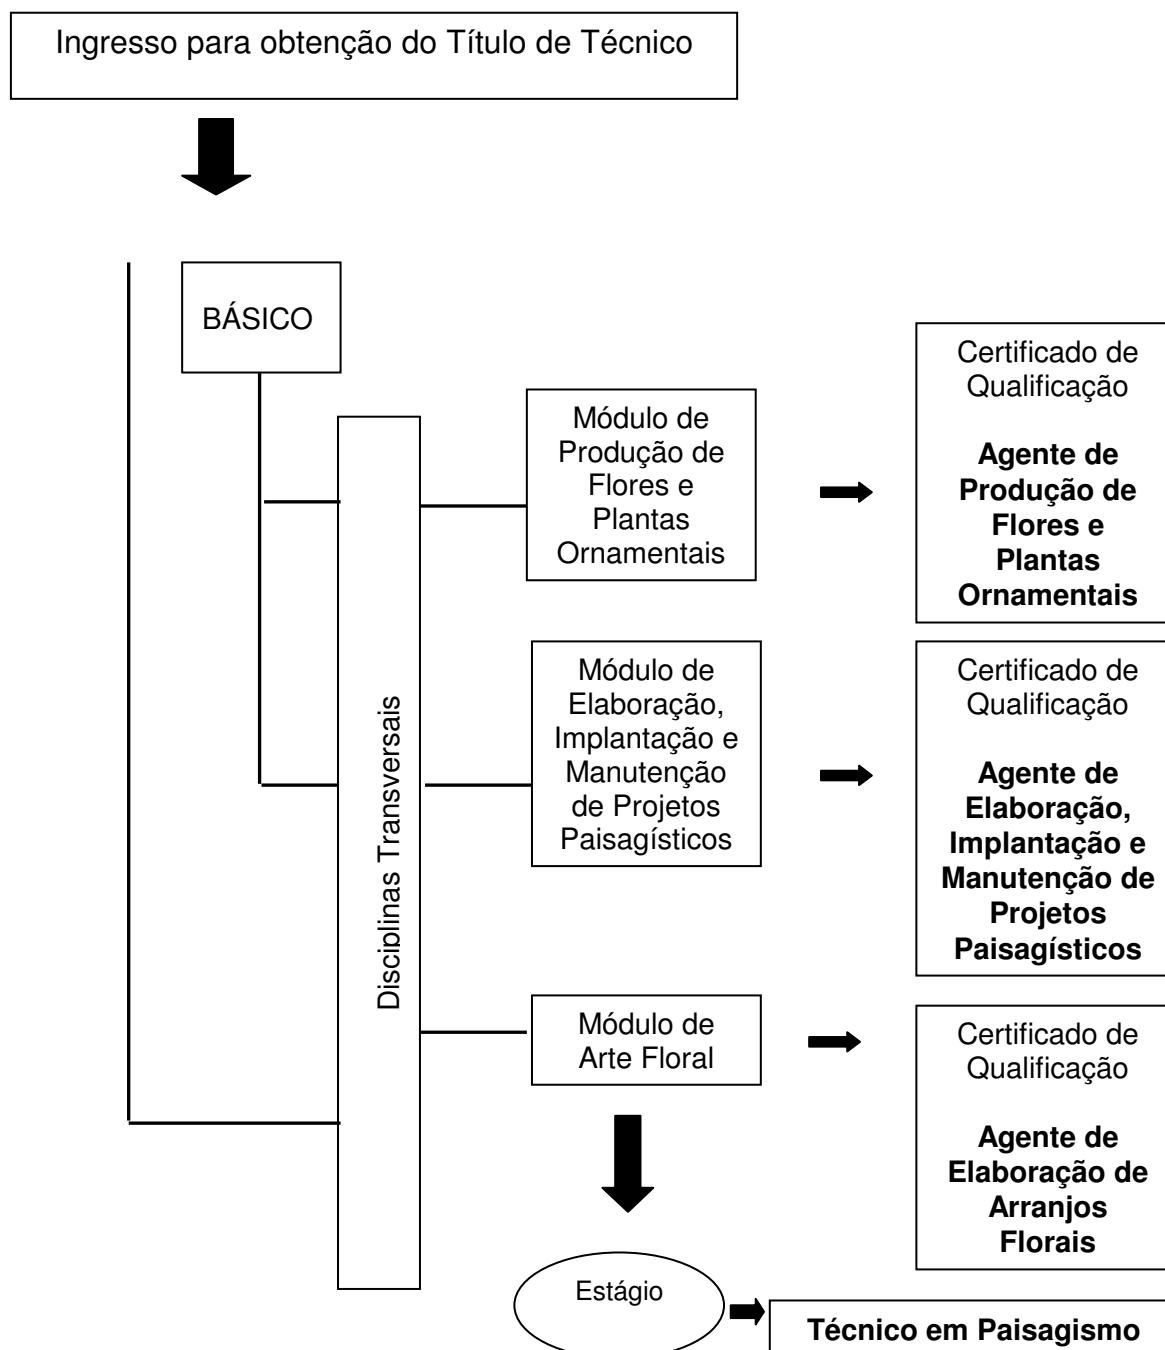 Ingresso para obtenção do Título de Técnico
BÁSICO
Disciplinas Transversais
Módulo de
Produção de
Flores e
Plantas
Ornamentais
Certificado de
Qualificação
Agente de
Produção de
Flores e
Plantas
Ornamentais
Módulo de
Elaboração,
Implantação e
Manutenção
de Projetos
Paisagísticos
Certificado de
Qualificação
Agente de
Elaboração,
Implantação e
Manutenção de
Projetos
Paisagísticos
Módulo de
Arte Floral
Certificado de
Qualificação
Agente de
Elaboração de
Arranjos
Florais
Estágio
Técnico em Paisagismo